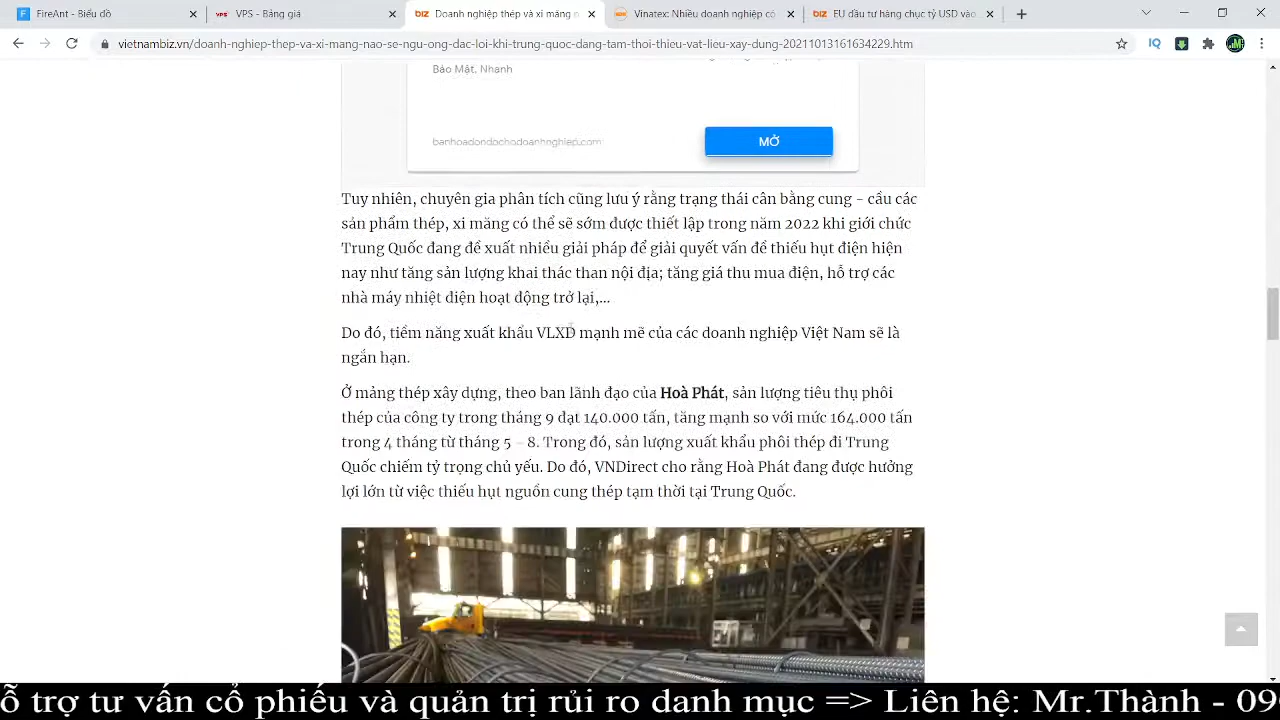 FireAnt - Biểu đồ
VPS - Bảng giá
Doanh nghiệp thép và xi măng
Vinatex: Nhiều doanh nghiệp có
EU đầu tư hàng chục tỷ USD vào
vietnambiz.vn/doanh-nghiep-thep-va-xi-mang-nao-se-huong-dac-loi-khi-trung-quoc-dang-tam-thoi-thieu-vat-lieu-xay-dung-20211013161634229.htm
Bảo Mật, Nhanh
banhoadondochodoanhnghiep.com
MỞ
Tuy nhiên, chuyên gia phân tích cũng lưu ý rằng trạng thái cân bằng cung - cầu các
sản phẩm thép, xi măng có thể sẽ sớm được thiết lập trong năm 2022 khi giới chức
Trung Quốc đang đề xuất nhiều giải pháp để giải quyết vấn đề thiếu hụt điện hiện
nay như tăng sản lượng khai thác than nội địa; tăng giá thu mua điện, hỗ trợ các
nhà máy nhiệt điện hoạt động trở lại,...
Do đó, tiềm năng xuất khẩu VLXD mạnh mẽ của các doanh nghiệp Việt Nam sẽ là
ngắn hạn.
Ở mảng thép xây dựng, theo ban lãnh đạo của Hoà Phát, sản lượng tiêu thụ phôi
thép của công ty trong tháng 9 đạt 140.000 tấn, tăng mạnh so với mức 164.000 tấn
trong 4 tháng từ tháng 5 - 8. Trong đó, sản lượng xuất khẩu phôi thép đi Trung
Quốc chiếm tỷ trọng chủ yếu. Do đó, VNDirect cho rằng Hoà Phát đang được hưởng
lợi lớn từ việc thiếu hụt nguồn cung thép tạm thời tại Trung Quốc.
ỗ trợ tư vấn cổ phiếu và quản trị rủi ro danh mục => Liên hệ: Mr.Thành - 09